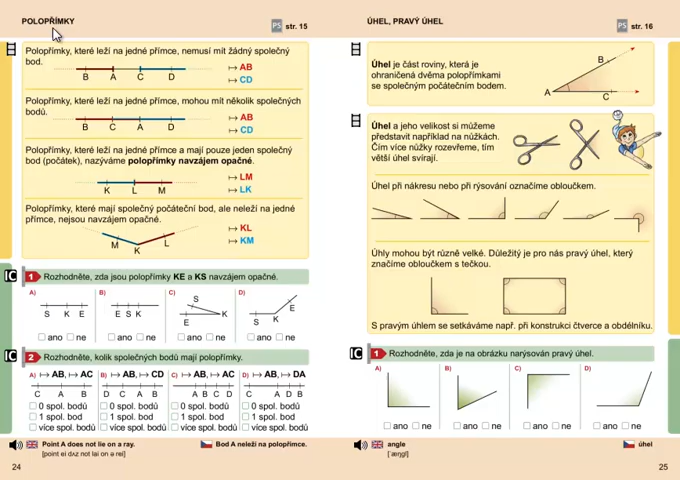 POLOPŘÍMKY
PS str. 15
Polopřímky, které leží na jedné přímce, nemusí mít žádný společný
bod.
B A C D
↦ AB
↦ CD
Polopřímky, které leží na jedné přímce, mohou mít několik společných
bodů.
B C A D
↦ AB
↦ CD
Polopřímky, které leží na jedné přímce a mají pouze jeden společný
bod (počátek), nazýváme polopřímky navzájem opačné.
K L M
↦ LM
↦ LK
Polopřímky, které mají společný počáteční bod, ale neleží na jedné
přímce, nejsou navzájem opačné.
M K L
↦ KL
↦ KM
1 Rozhodněte, zda jsou polopřímky KE a KS navzájem opačné.
A) B) C) D)
S K E
E S K
S E K
S K E
ano ne ano ne ano ne ano ne
2 Rozhodněte, kolik společných bodů mají polopřímky.
A) ↦ AB, ↦ AC B) ↦ AB, ↦ CD C) ↦ AB, ↦ AC D) ↦ AB, ↦ DA
C A B D C A B A B C D A B
0 spol. bodů 0 spol. bodů 0 spol. bodů 0 spol. bodů
1 spol. bod 1 spol. bod 1 spol. bod 1 spol. bod
více spol. bodů více spol. bodů více spol. bodů více spol. bodů
Point A does not lie on a ray.
Bod A neleží na polopřímce.
24
ÚHEL, PRAVÝ ÚHEL
PS str. 16
Úhel je část roviny, která je
ohraničená dvěma polopřímkami
se společným počátečním bodem.
A B C
Úhel a jeho velikost si můžeme
představit například na nůžkách.
Čím více nůžky rozevřeme, tím
větší úhel svírají.
Úhel při nákresu nebo při rýsování označíme obloučkem.
Úhly mohou být různě velké. Důležitý je pro nás pravý úhel, který
značíme obloučkem s tečkou.
S pravým úhlem se setkáváme např. při konstrukci čtverce a obdélníku.
1 Rozhodněte, zda je na obrázku narýsován pravý úhel.
A) B) C) D)
ano ne ano ne ano ne ano ne
angle
[ˈæŋgl]
úhel
25